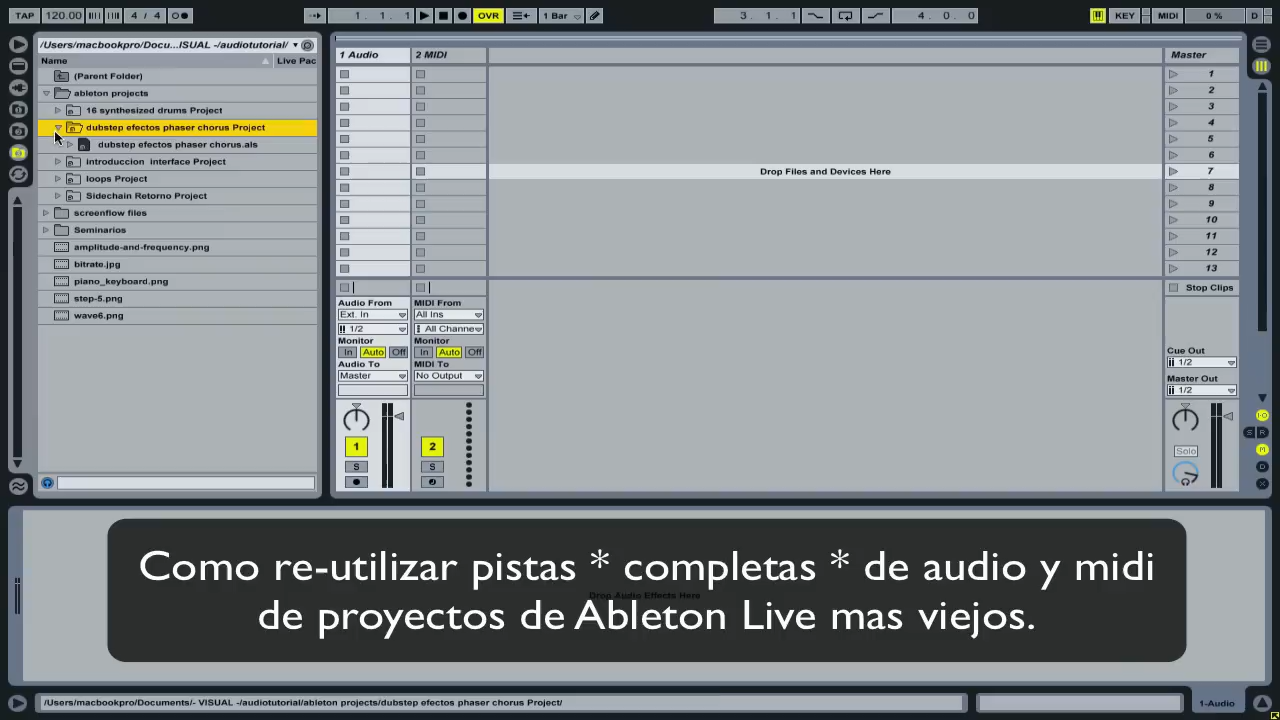 TAP 120.00 4 / 4 1. 1. 1 OVR 1 Bar 3. 1. 1 4. 0. 0 KEY MIDI 0 % D
/Users/macbookpro/Docu...ISUAL -/audiotutorial/
Name Live Pac
(Parent Folder)
ableton projects
16 synthesized drums Project
dubstep efectos phaser chorus Project
dubstep efectos phaser chorus.als
introduccion interface Project
loops Project
Sidechain Retorno Project
screenflow files
Seminarios
amplitude-and-frequency.png
bitrate.jpg
piano_keyboard.png
step-5.png
wave6.png
1 Audio 2 MIDI Master
1
2
3
4
5
6
Drop Files and Devices Here 7
8
9
10
11
12
13
Stop Clips
Audio From MIDI From
Ext. In All Ins
1/2 All Channe
Monitor Monitor
In Auto Off In Auto Off
Audio To MIDI To
Master No Output
Cue Out
1/2
Master Out
1/2
1 2
S S
Solo
S R
M
D
X
Drop Audio Effects Here
Como re-utilizar pistas * completas * de audio y midi
de proyectos de Ableton Live mas viejos.
/Users/macbookpro/Documents/- VISUAL -/audiotutorial/ableton projects/dubstep efectos phaser chorus Project/
1-Audio